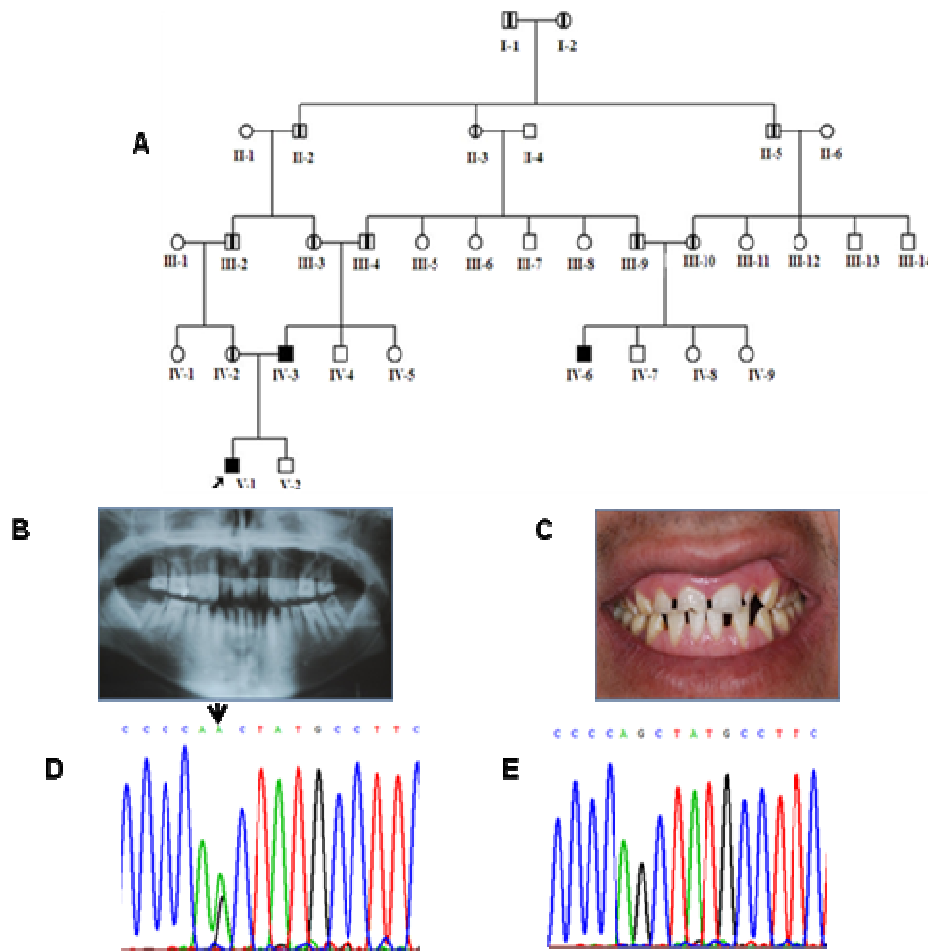 I-1 I-2
A
II-1 II-2 II-3 II-4 II-5 II-6
III-1 III-2 III-3 III-4 III-5 III-6 III-7 III-8 III-9 III-10 III-11 III-12 III-13 III-14
IV-1 IV-2 IV-3 IV-4 IV-5 IV-6 IV-7 IV-8 IV-9
V-1 V-2
B C
C C C C A A C T A T G C C T T C
C C C C A G C T A T G C C T T C
D E